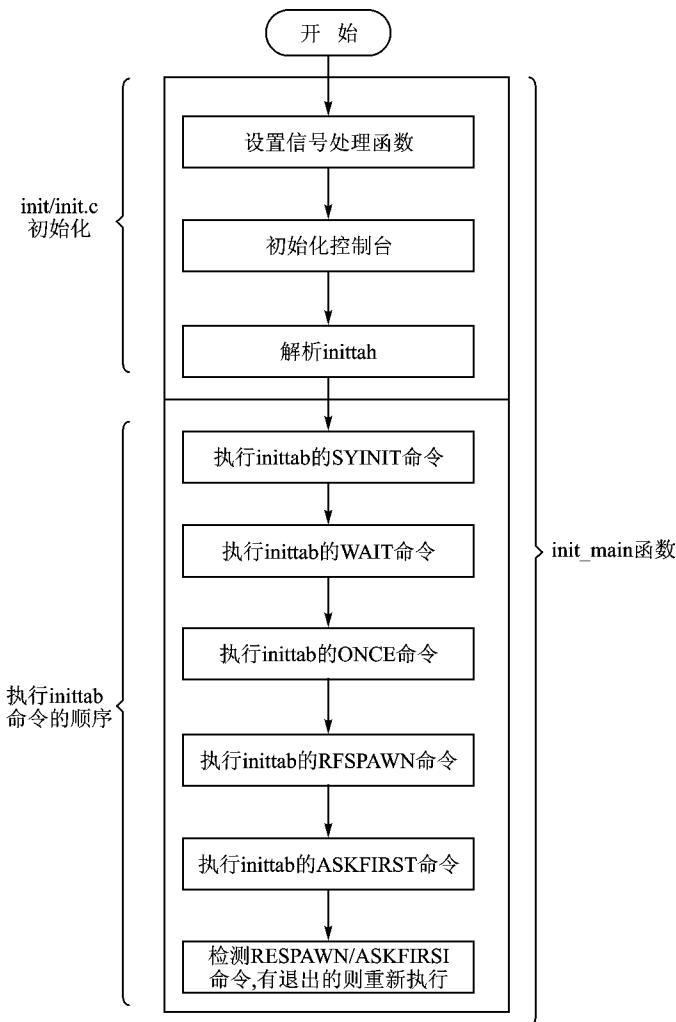 开 始
设置信号处理函数
init/init.c
初始化
初始化控制台
解析inittah
执行inittab的SYINIT命令
执行inittab的WAIT命令
init_main函数
执行inittab的ONCE命令
执行inittab
命令的顺序
执行inittab的RFSPAWN命令
执行inittab的ASKFIRST命令
检测RESPAWN/ASKFIRSI
命令,有退出的则重新执行